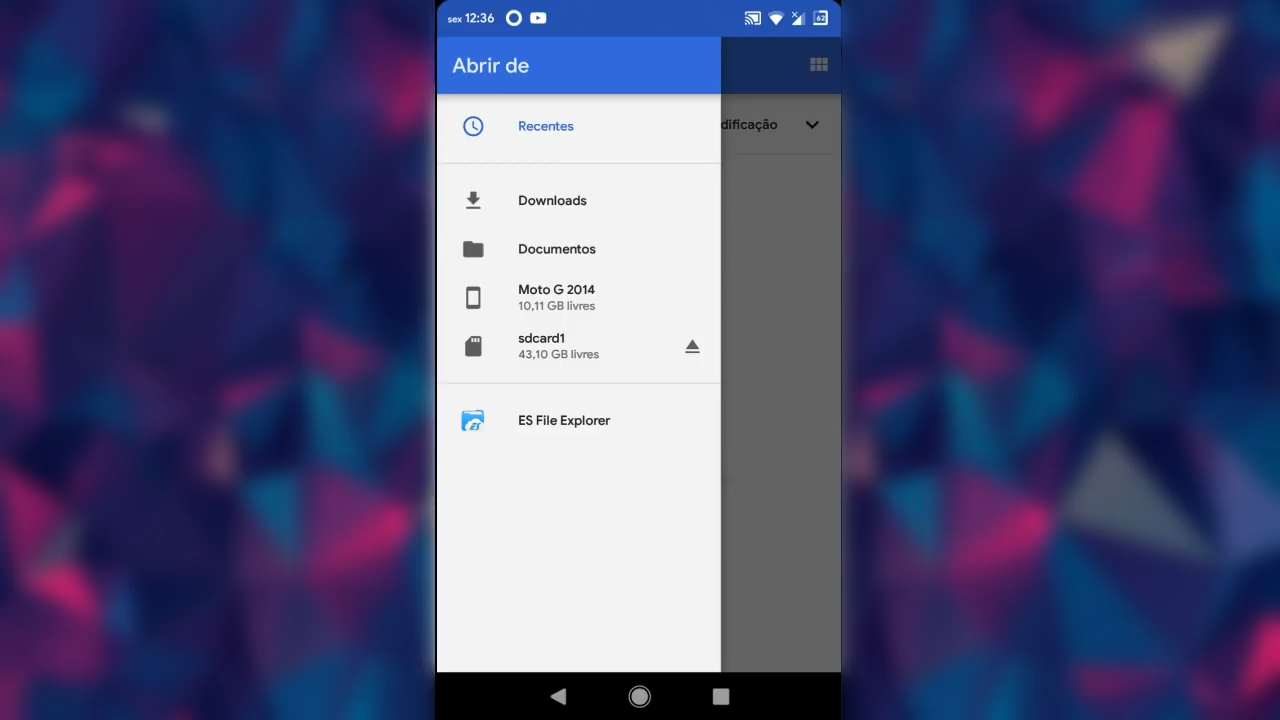 sex 12:36
62
Abrir de
Recentes
dificação
Downloads
Documentos
Moto G 2014
10,11 GB livres
sdcard1
43,10 GB livres
ES File Explorer